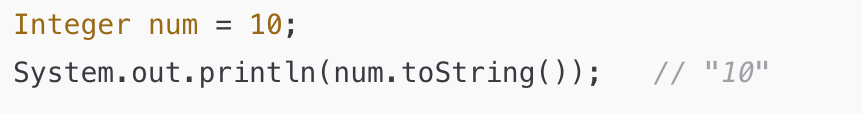 Integer num = 10;
System.out.println(num.toString());   // "10"